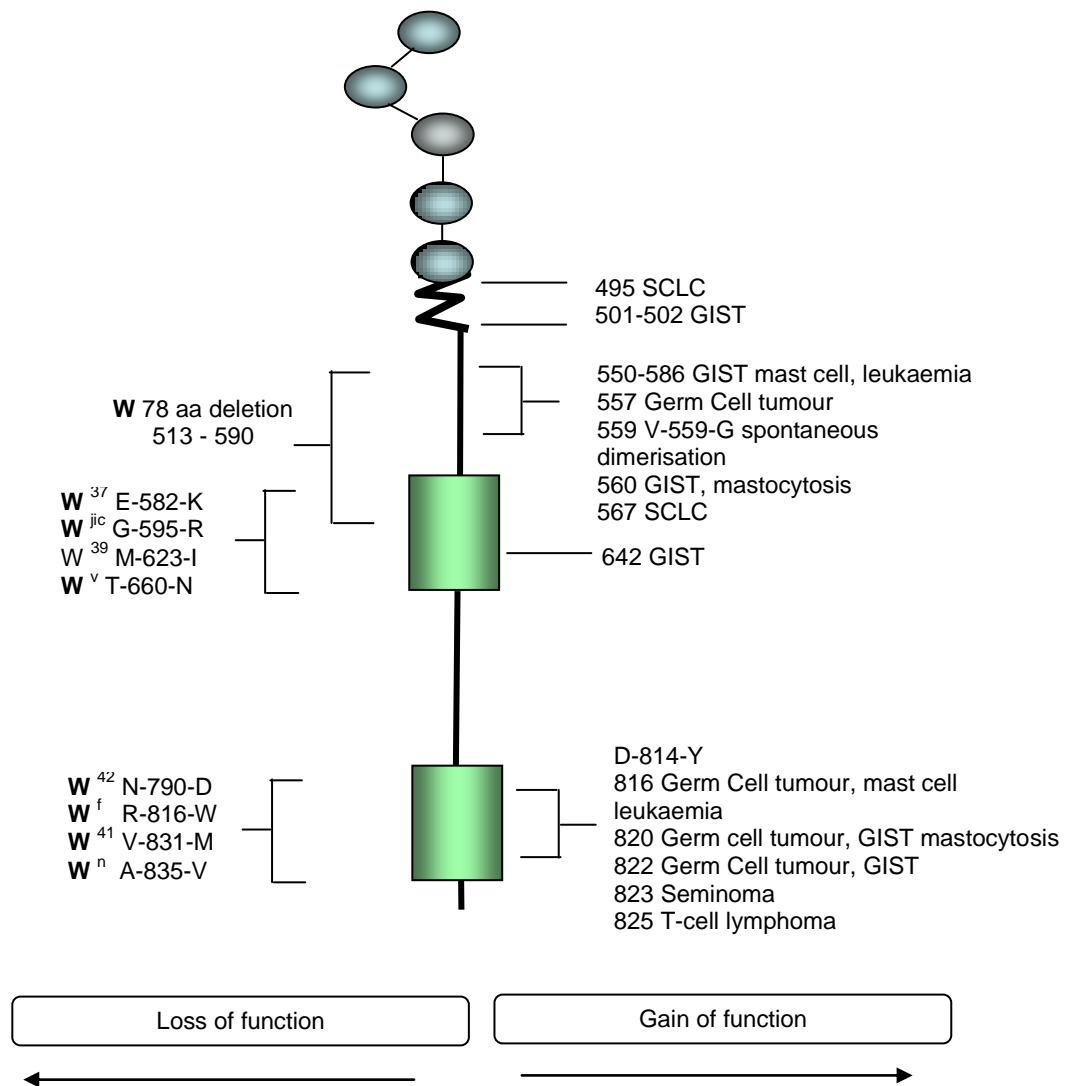 495 SCLC
501-502 GIST
550-586 GIST mast cell, leukaemia
557 Germ Cell tumour
559 V-559-G spontaneous
dimerisation
560 GIST, mastocytosis
567 SCLC
642 GIST
W 78 aa deletion
513 - 590
W 37 E-582-K
W jic G-595-R
W 39 M-623-I
W v T-660-N
D-814-Y
816 Germ Cell tumour, mast cell
leukaemia
820 Germ cell tumour, GIST mastocytosis
822 Germ Cell tumour, GIST
823 Seminoma
825 T-cell lymphoma
W 42 N-790-D
W f R-816-W
W 41 V-831-M
W n A-835-V
Loss of function
Gain of function